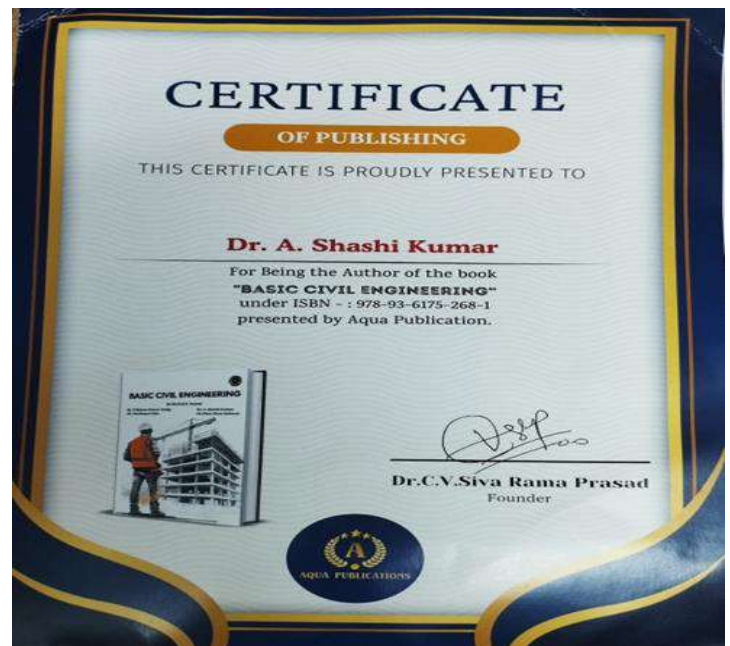 CERTIFICATE
OF PUBLISHING
THIS CERTIFICATE IS PROUDLY PRESENTED TO
Dr. A. Shashi Kumar
For Being the Author of the book
"BASIC CIVIL ENGINEERING"
under ISBN - : 978-93-6175-268-1
presented by Aqua Publication.
BASIC CIVIL ENGINEERING
Dr.C.V.Siva Rama Prasad
Founder
A
AQUA PUBLICATIONS